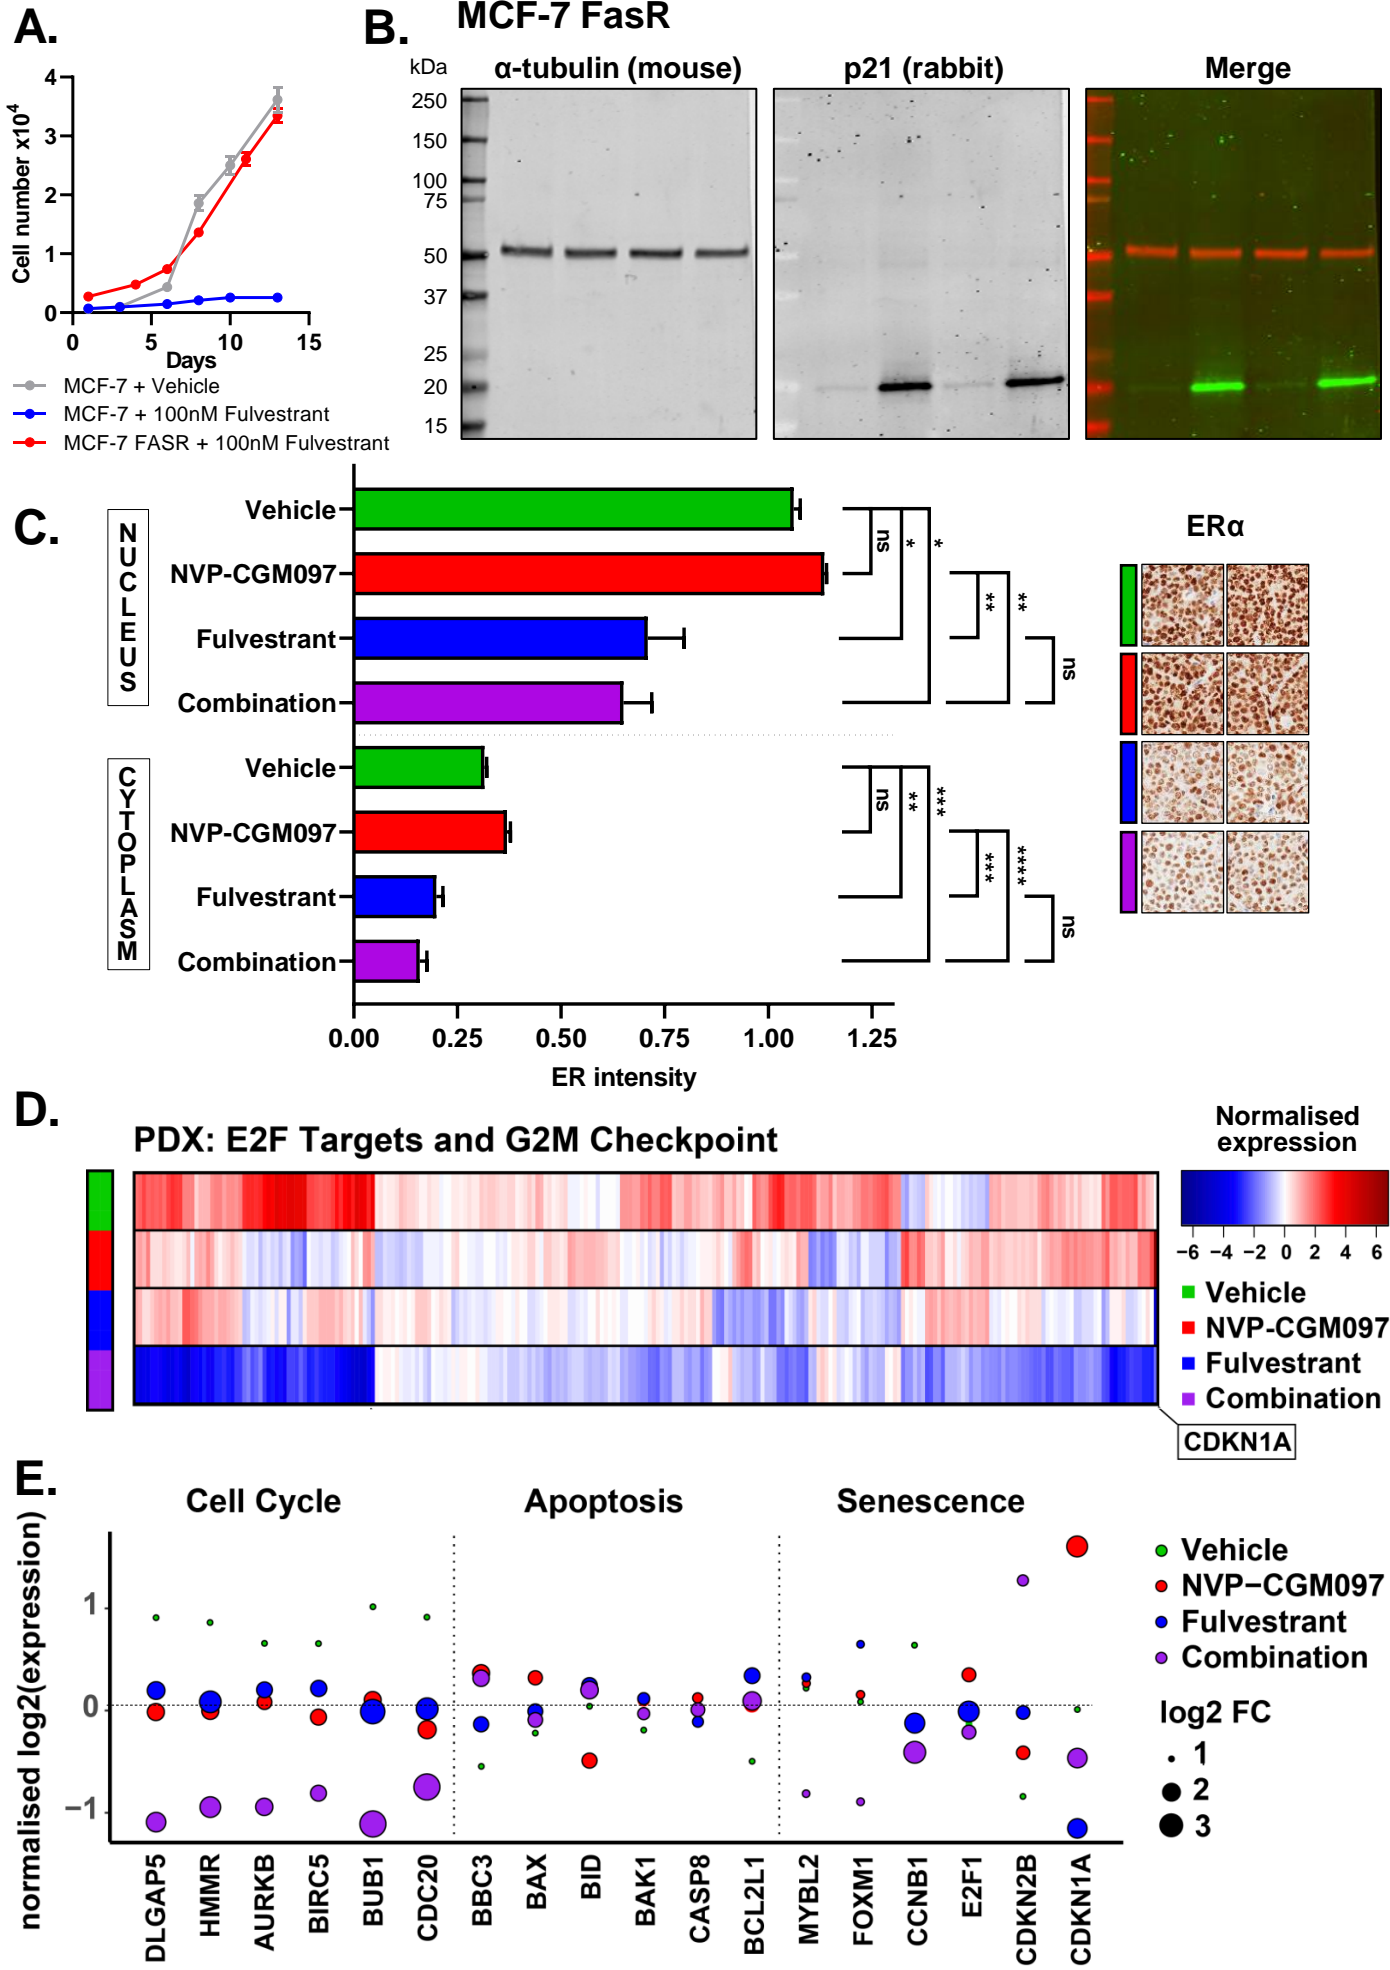 A.
Cell number x10⁴
4
3
2
1
0
0 5 10 15
Days
MCF-7 + Vehicle
MCF-7 + 100nM Fulvestrant
MCF-7 FASR + 100nM Fulvestrant
B.
MCF-7 FasR
kDa
α-tubulin (mouse)
p21 (rabbit)
Merge
250
150
100
75
50
37
25
20
15
C.
NUCLEUS
Vehicle
NVP-CGM097
Fulvestrant
Combination
ns * * ** ** ns
CYTOPLASM
Vehicle
NVP-CGM097
Fulvestrant
Combination
ns ** *** *** **** ns
0.00 0.25 0.50 0.75 1.00 1.25
ER intensity
ERα
D.
PDX: E2F Targets and G2M Checkpoint
Normalised
expression
−6 −4 −2 0 2 4 6
Vehicle
NVP-CGM097
Fulvestrant
Combination
CDKN1A
E.
normalised log2(expression)
Cell Cycle
Apoptosis
Senescence
1
0
−1
DLGAP5
HMMR
AURKB
BIRC5
BUB1
CDC20
BBC3
BAX
BID
BAK1
CASP8
BCL2L1
MYBL2
FOXM1
CCNB1
E2F1
CDKN2B
CDKN1A
Vehicle
NVP−CGM097
Fulvestrant
Combination
log2 FC
1
2
3